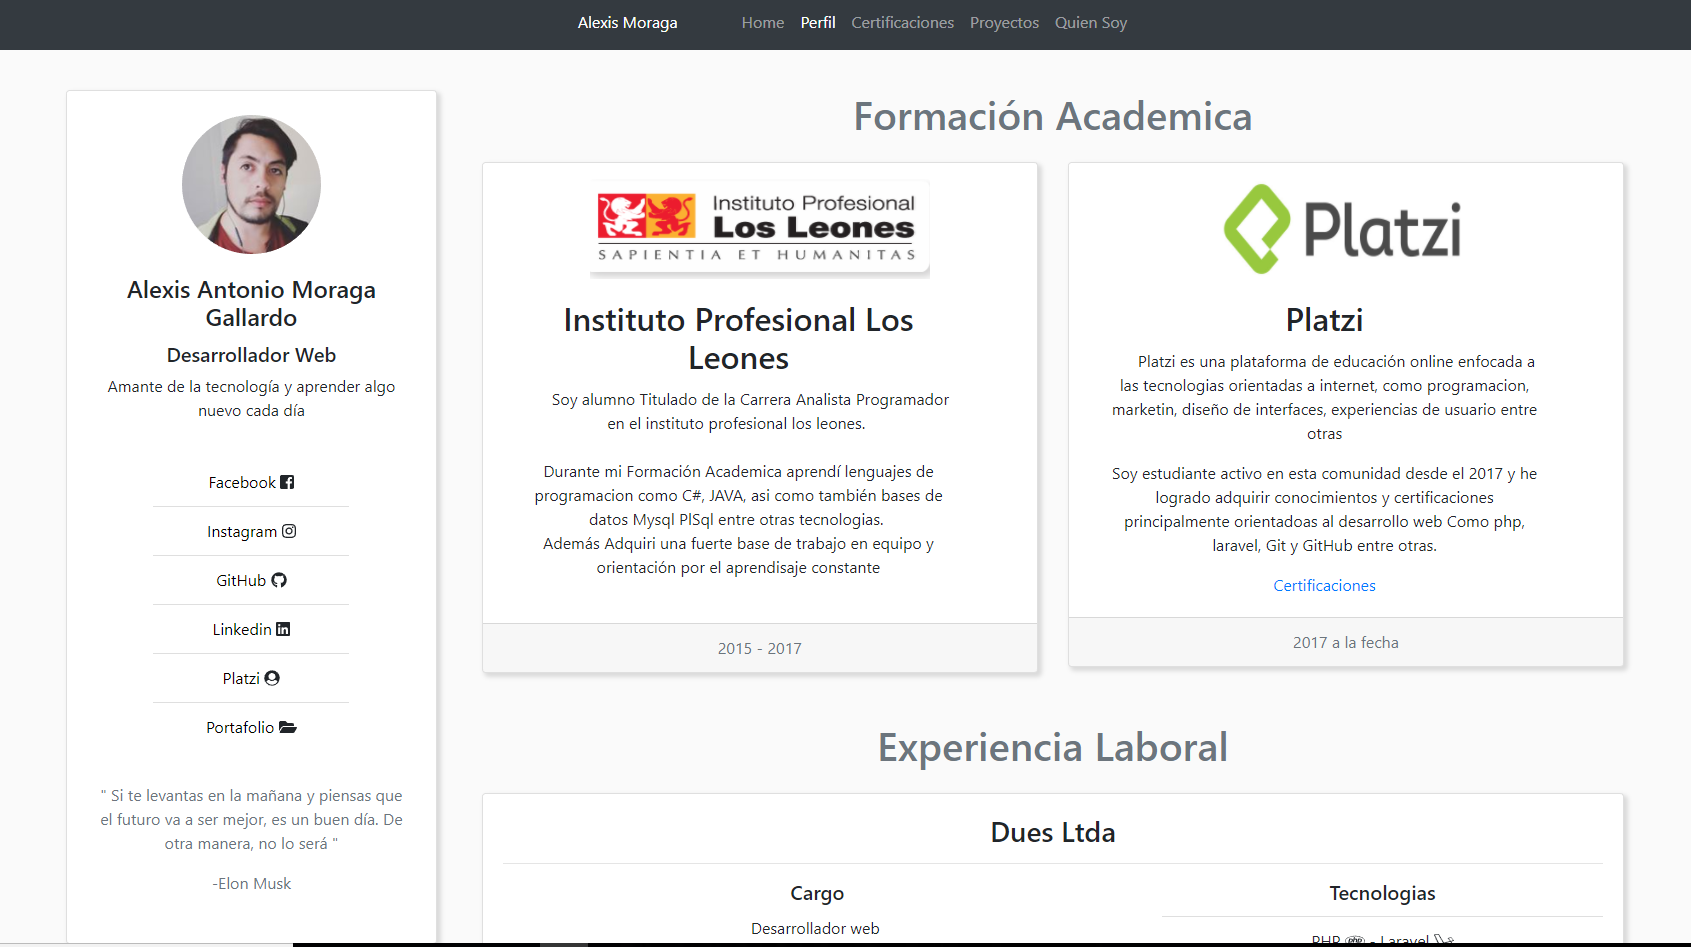 Alexis Moraga Home Perfil Certificaciones Proyectos Quien Soy
Alexis Antonio Moraga
Gallardo
Desarrollador Web
Amante de la tecnología y aprender algo
nuevo cada día
Facebook
Instagram
GitHub
Linkedin
Platzi
Portafolio
" Si te levantas en la mañana y piensas que
el futuro va a ser mejor, es un buen día. De
otra manera, no lo será "
-Elon Musk
Formación Academica
Instituto Profesional
Los Leones
SAPIENTIA ET HUMANITAS
Instituto Profesional Los
Leones
Soy alumno Titulado de la Carrera Analista Programador
en el instituto profesional los leones.
Durante mi Formación Academica aprendí lenguajes de
programacion como C#, JAVA, asi como también bases de
datos Mysql PlSql entre otras tecnologias.
Además Adquiri una fuerte base de trabajo en equipo y
orientación por el aprendisaje constante
2015 - 2017
Platzi
Platzi
Platzi es una plataforma de educación online enfocada a
las tecnologias orientadas a internet, como programacion,
marketin, diseño de interfaces, experiencias de usuario entre
otras
Soy estudiante activo en esta comunidad desde el 2017 y he
logrado adquirir conocimientos y certificaciones
principalmente orientadoas al desarrollo web Como php,
laravel, Git y GitHub entre otras.
Certificaciones
2017 a la fecha
Experiencia Laboral
Dues Ltda
Cargo
Desarrollador web
Tecnologias
PHP php - Laravel